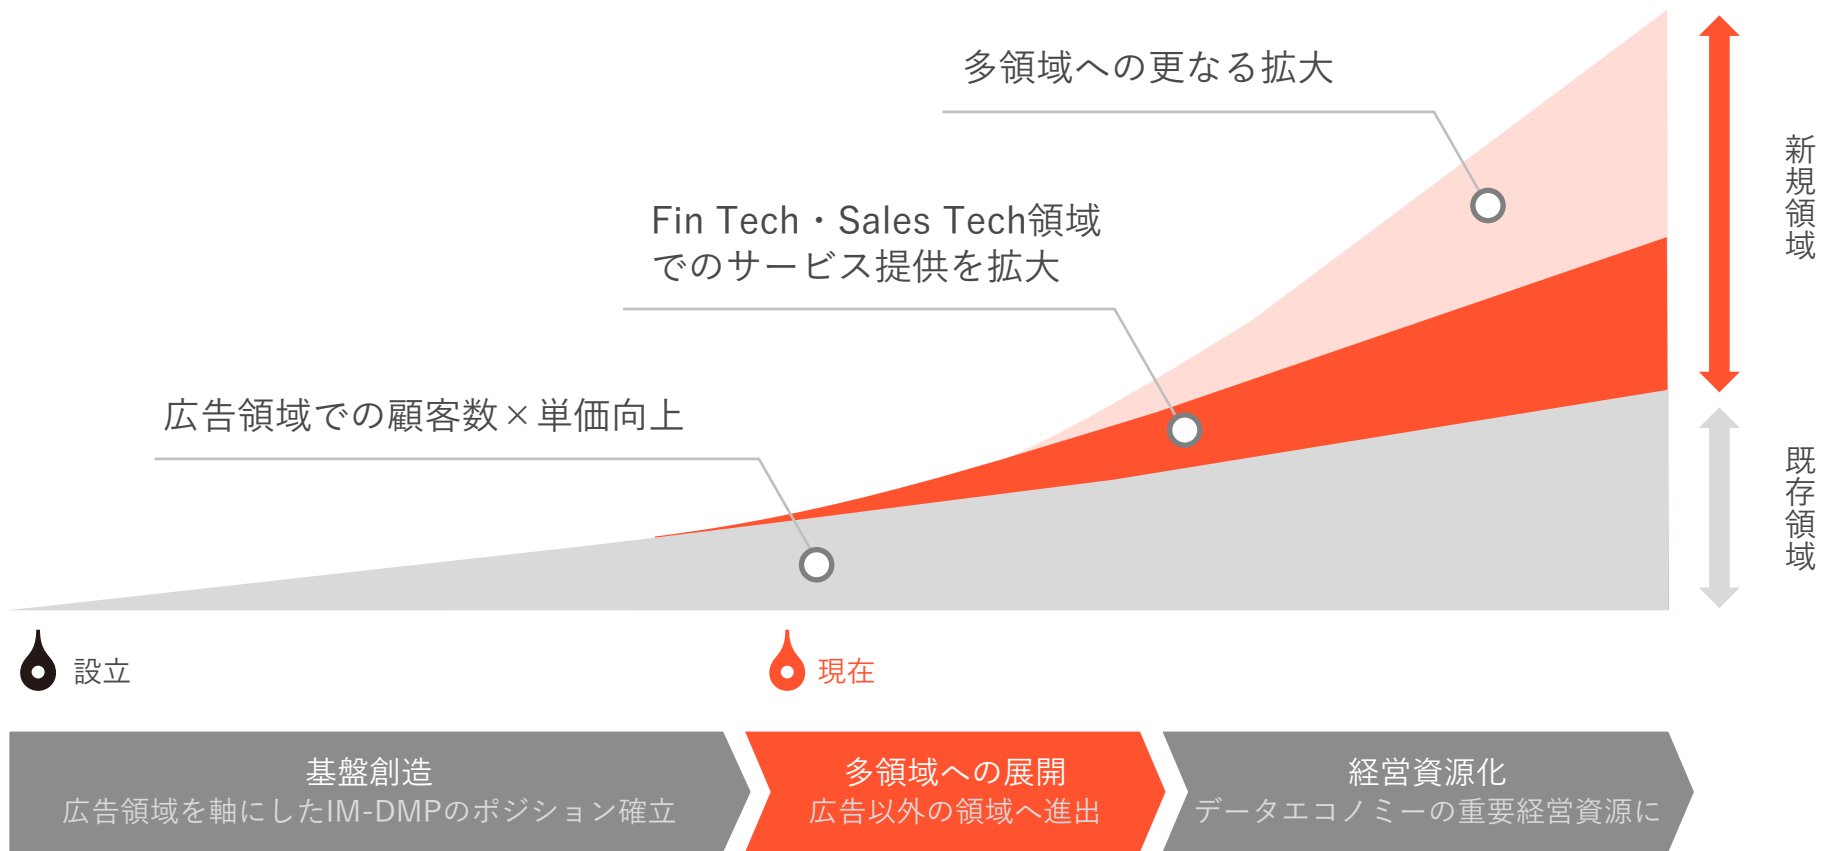 多領域への更なる拡大
Fin Tech・Sales Tech領域
でのサービス提供を拡大
広告領域での顧客数×単価向上
新規領域
既存領域
設立
現在
基盤創造
広告領域を軸にしたIM-DMPのポジション確立
多領域への展開
広告以外の領域へ進出
経営資源化
データエコノミーの重要経営資源に